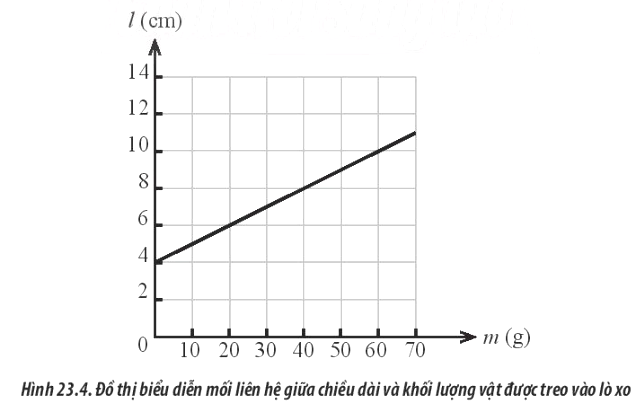 l (cm)
14
12
10
8
6
4
2
0
10 20 30 40 50 60 70
m (g)
Hình 23.4. Đồ thị biểu diễn mối liên hệ giữa chiều dài và khối lượng vật được treo vào lò xo